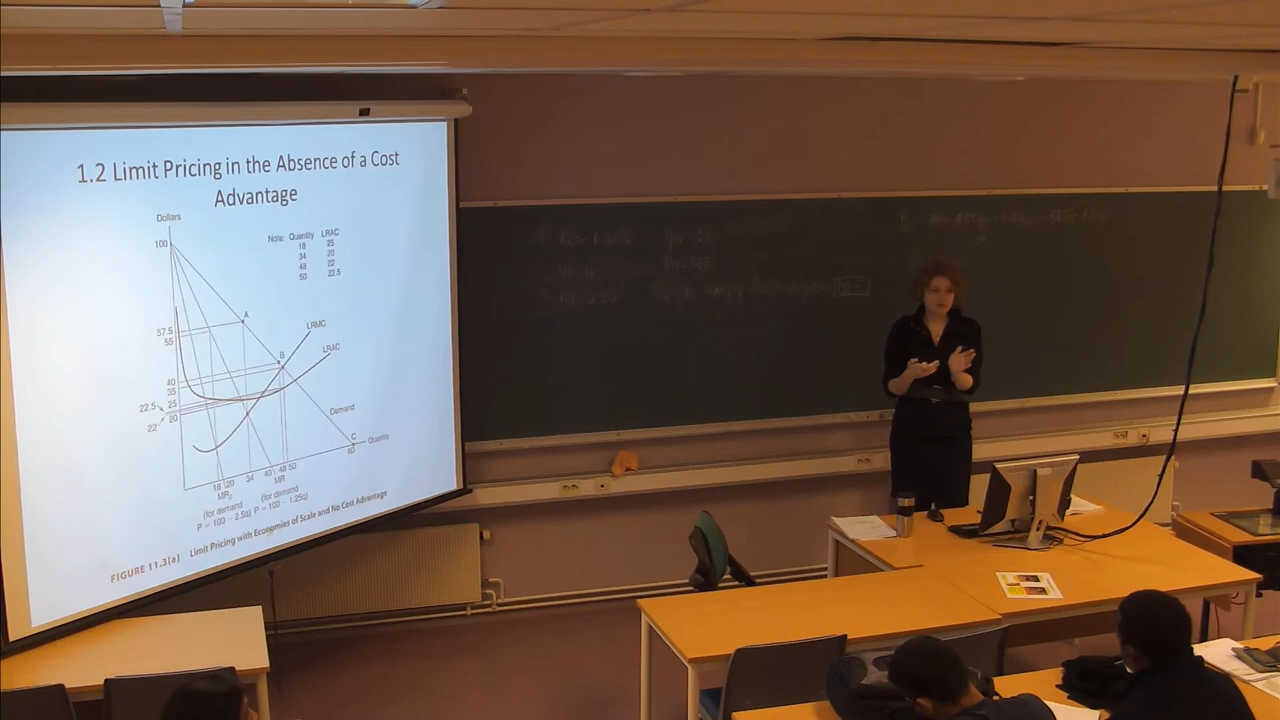 1.2 Limit Pricing in the Absence of a Cost
Advantage
Dollars
100
Note: Quantity LRAC
18 25
34 20
48 22
50 22.5
57.5
55
A
LRMC
LRAC
B
40
35
22.5
25
22
20
Demand
C
Quantity
80
18 20 34 40 48 50
MR2 MR
(for demand (for demand
P = 100 – 2.5q) P = 100 – 1.25q)
FIGURE 11.3(a) Limit Pricing with Economies of Scale and No Cost Advantage